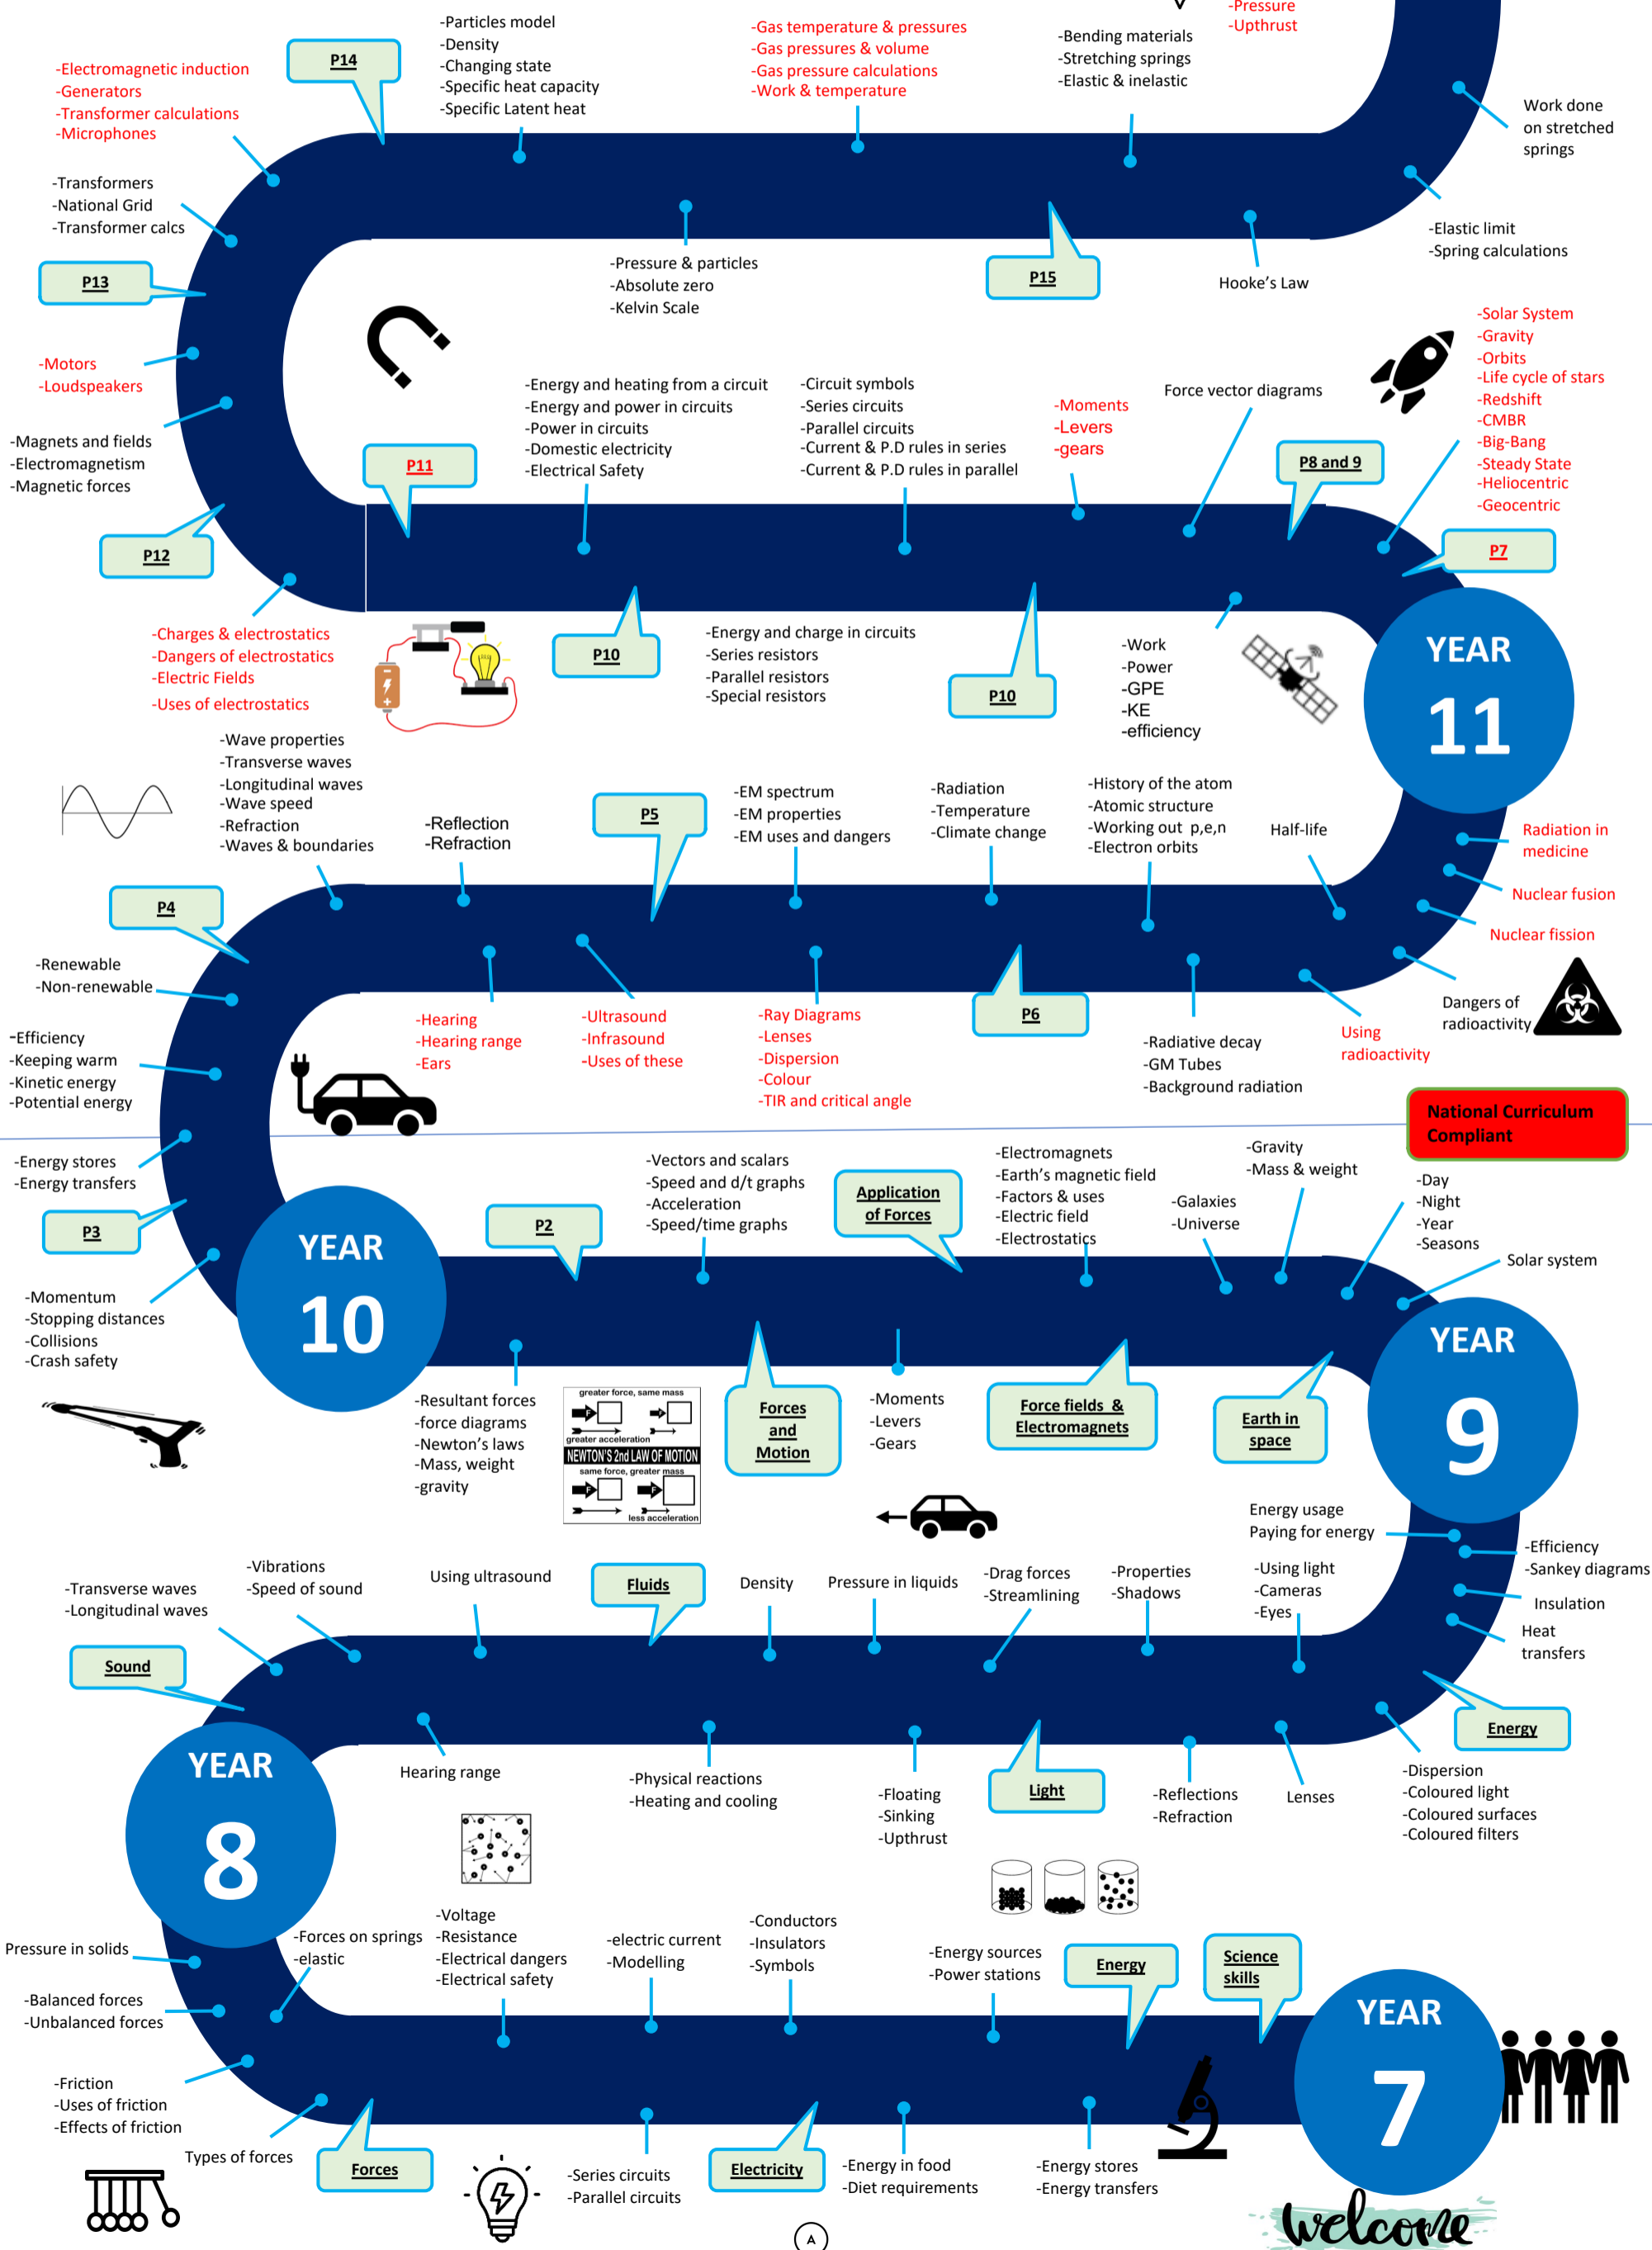 -Pressure
-Upthrust
-Particles model
-Density
-Changing state
-Specific heat capacity
-Specific Latent heat
-Gas temperature & pressures
-Gas pressures & volume
-Gas pressure calculations
-Work & temperature
-Bending materials
-Stretching springs
-Elastic & inelastic
P14
-Electromagnetic induction
-Generators
-Transformer calculations
-Microphones
Work done
on stretched
springs
-Transformers
-National Grid
-Transformer calcs
-Elastic limit
-Spring calculations
P13
-Pressure & particles
-Absolute zero
-Kelvin Scale
P15
Hooke's Law
-Solar System
-Gravity
-Orbits
-Life cycle of stars
-Redshift
-CMBR
-Big-Bang
-Steady State
-Heliocentric
-Geocentric
-Motors
-Loudspeakers
-Energy and heating from a circuit
-Energy and power in circuits
-Power in circuits
-Domestic electricity
-Electrical Safety
-Circuit symbols
-Series circuits
-Parallel circuits
-Current & P.D rules in series
-Current & P.D rules in parallel
-Moments
-Levers
-gears
Force vector diagrams
-Magnets and fields
-Electromagnetism
-Magnetic forces
P11
P8 and 9
P12
P7
-Charges & electrostatics
-Dangers of electrostatics
-Electric Fields
-Uses of electrostatics
P10
-Energy and charge in circuits
-Series resistors
-Parallel resistors
-Special resistors
P10
-Work
-Power
-GPE
-KE
-efficiency
YEAR
11
-Wave properties
-Transverse waves
-Longitudinal waves
-Wave speed
-Refraction
-Waves & boundaries
-Reflection
-Refraction
P5
-EM spectrum
-EM properties
-EM uses and dangers
-Radiation
-Temperature
-Climate change
-History of the atom
-Atomic structure
-Working out p,e,n
-Electron orbits
Half-life
Radiation in
medicine
Nuclear fusion
Nuclear fission
P4
-Renewable
-Non-renewable
Dangers of
radioactivity
-Efficiency
-Keeping warm
-Kinetic energy
-Potential energy
-Hearing
-Hearing range
-Ears
-Ultrasound
-Infrasound
-Uses of these
-Ray Diagrams
-Lenses
-Dispersion
-Colour
-TIR and critical angle
P6
-Radiative decay
-GM Tubes
-Background radiation
Using
radioactivity
National Curriculum
Compliant
-Energy stores
-Energy transfers
P3
YEAR
10
P2
-Vectors and scalars
-Speed and d/t graphs
-Acceleration
-Speed/time graphs
Application
of Forces
-Electromagnets
-Earth's magnetic field
-Factors & uses
-Electric field
-Electrostatics
-Galaxies
-Universe
-Gravity
-Mass & weight
-Day
-Night
-Year
-Seasons
Solar system
-Momentum
-Stopping distances
-Collisions
-Crash safety
YEAR
9
-Resultant forces
-force diagrams
-Newton's laws
-Mass, weight
-gravity
greater force, same mass
F
F
greater acceleration
NEWTON'S 2nd LAW OF MOTION
same force, greater mass
F
F
less acceleration
Forces
and
Motion
-Moments
-Levers
-Gears
Force fields &
Electromagnets
Earth in
space
Energy usage
Paying for energy
-Efficiency
-Sankey diagrams
Insulation
Heat
transfers
-Transverse waves
-Longitudinal waves
-Vibrations
-Speed of sound
Using ultrasound
Fluids
Density
Pressure in liquids
-Drag forces
-Streamlining
-Properties
-Shadows
-Using light
-Cameras
-Eyes
Sound
Energy
YEAR
8
Hearing range
-Physical reactions
-Heating and cooling
-Floating
-Sinking
-Upthrust
Light
-Reflections
-Refraction
Lenses
-Dispersion
-Coloured light
-Coloured surfaces
-Coloured filters
Pressure in solids
-Forces on springs
-elastic
-Voltage
-Resistance
-Electrical dangers
-Electrical safety
-electric current
-Modelling
-Conductors
-Insulators
-Symbols
-Energy sources
-Power stations
Energy
Science
skills
-Balanced forces
-Unbalanced forces
YEAR
7
-Friction
-Uses of friction
-Effects of friction
Types of forces
Forces
-Series circuits
-Parallel circuits
Electricity
-Energy in food
-Diet requirements
-Energy stores
-Energy transfers
welcome
A